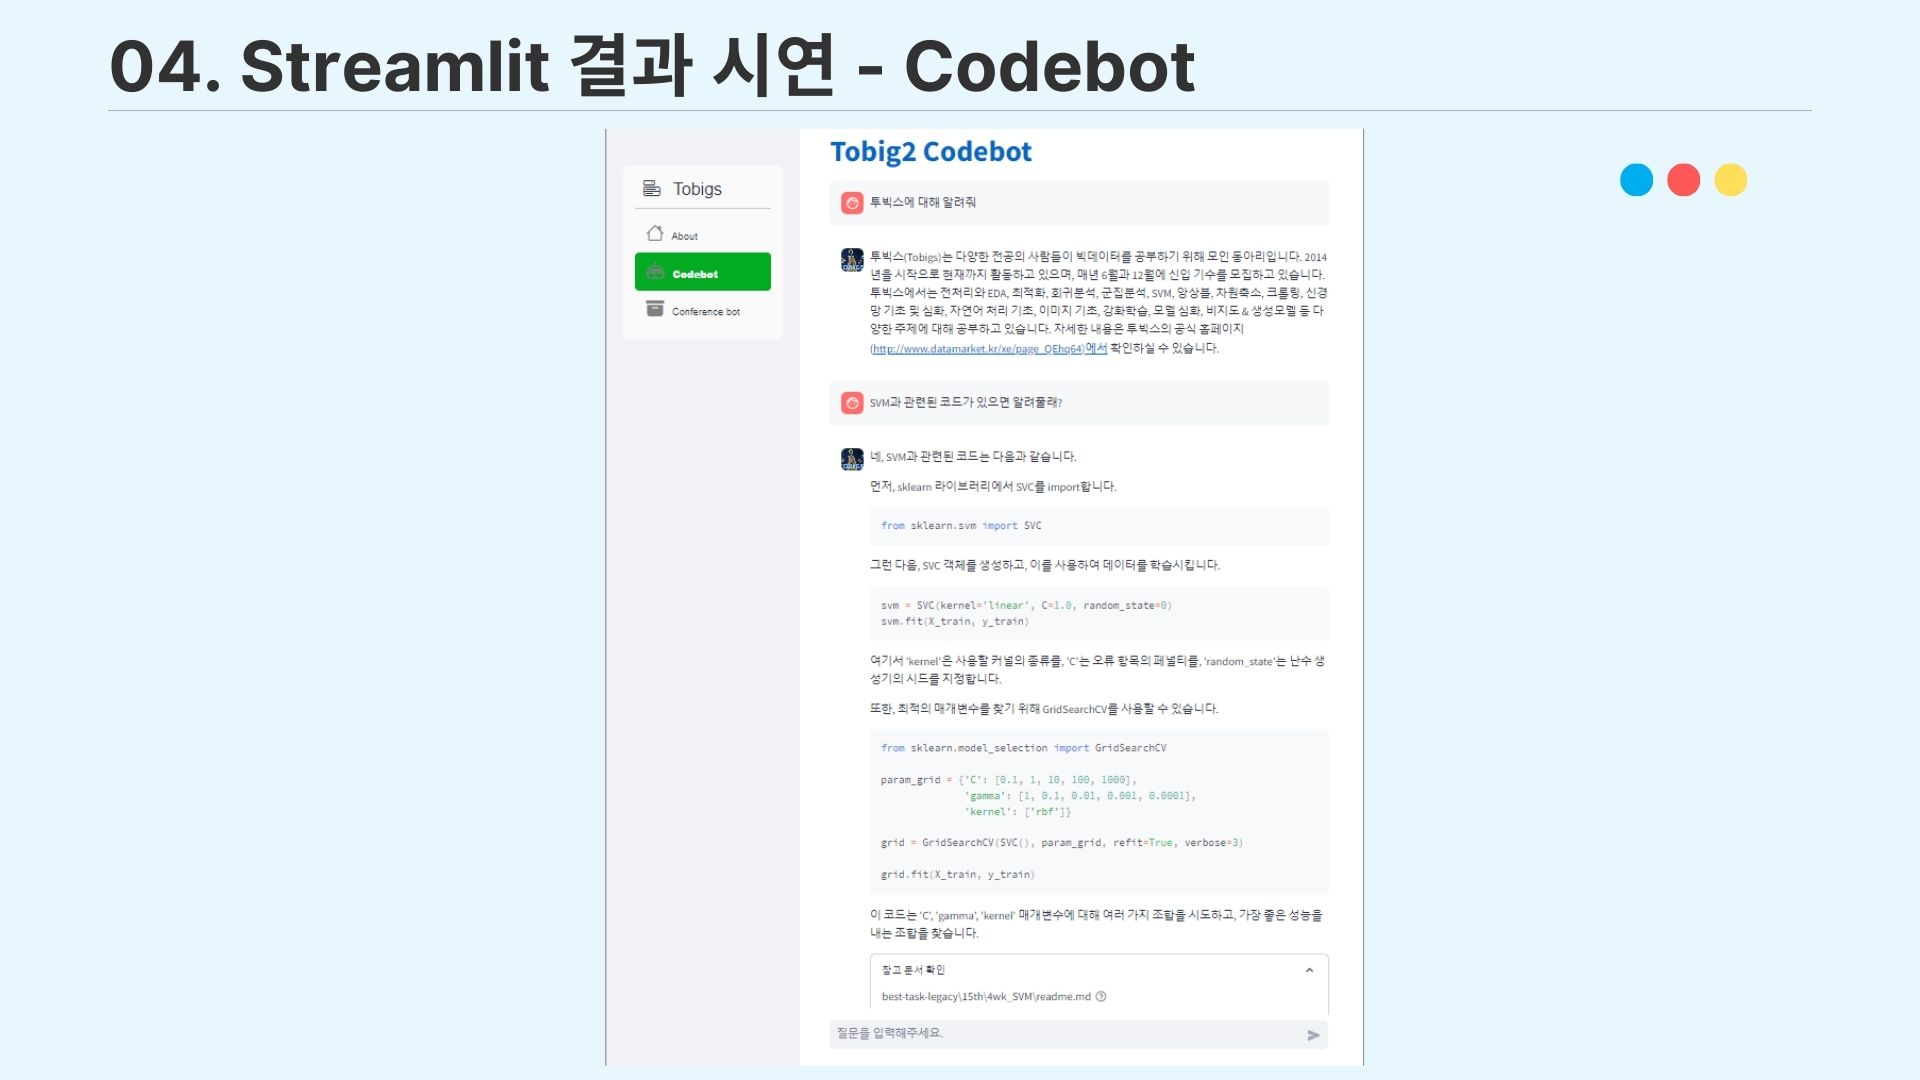 04. Streamlit 결과 시연 - Codebot
Tobigs
About
Codebot
Conference bot
Tobig2 Codebot
투빅스에 대해 알려줘
투빅스(Tobigs)는 다양한 전공의 사람들이 빅데이터를 공부하기 위해 모인 동아리입니다. 2014
년을 시작으로 현재까지 활동하고 있으며, 매년 6월과 12월에 신입 기수를 모집하고 있습니다.
투빅스에서는 전처리와 EDA, 최적화, 회귀분석, 군집분석, SVM, 앙상블, 차원축소, 크롤링, 신경
망 기초 및 심화, 자연어 처리 기초, 이미지 기초, 강화학습, 모델 심화, 비지도 & 생성모델 등 다
양한 주제에 대해 공부하고 있습니다. 자세한 내용은 투빅스의 공식 홈페이지
(http://www.datamarket.kr/xe/page_QEhq64)에서 확인하실 수 있습니다.
SVM과 관련된 코드가 있으면 알려줄래?
네, SVM과 관련된 코드는 다음과 같습니다.
먼저, sklearn 라이브러리에서 SVC를 import합니다.
from sklearn.svm import SVC
그런 다음, SVC 객체를 생성하고, 이를 사용하여 데이터를 학습시킵니다.
svm = SVC(kernel='linear', C=1.0, random_state=0)
svm.fit(X_train, y_train)
여기서 'kernel'은 사용할 커널의 종류를, 'C'는 오류 항목의 페널티를, 'random_state'는 난수 생
성기의 시드를 지정합니다.
또한, 최적의 매개변수를 찾기 위해 GridSearchCV를 사용할 수 있습니다.
from sklearn.model_selection import GridSearchCV
param_grid = {'C': [0.1, 1, 10, 100, 1000],
'gamma': [1, 0.1, 0.01, 0.001, 0.0001],
'kernel': ['rbf']}
grid = GridSearchCV(SVC(), param_grid, refit=True, verbose=3)
grid.fit(X_train, y_train)
이 코드는 'C', 'gamma', 'kernel' 매개변수에 대해 여러 가지 조합을 시도하고, 가장 좋은 성능을
내는 조합을 찾습니다.
참고 문서 확인
best-task-legacy\15th\4wk_SVM\readme.md
질문을 입력해주세요.